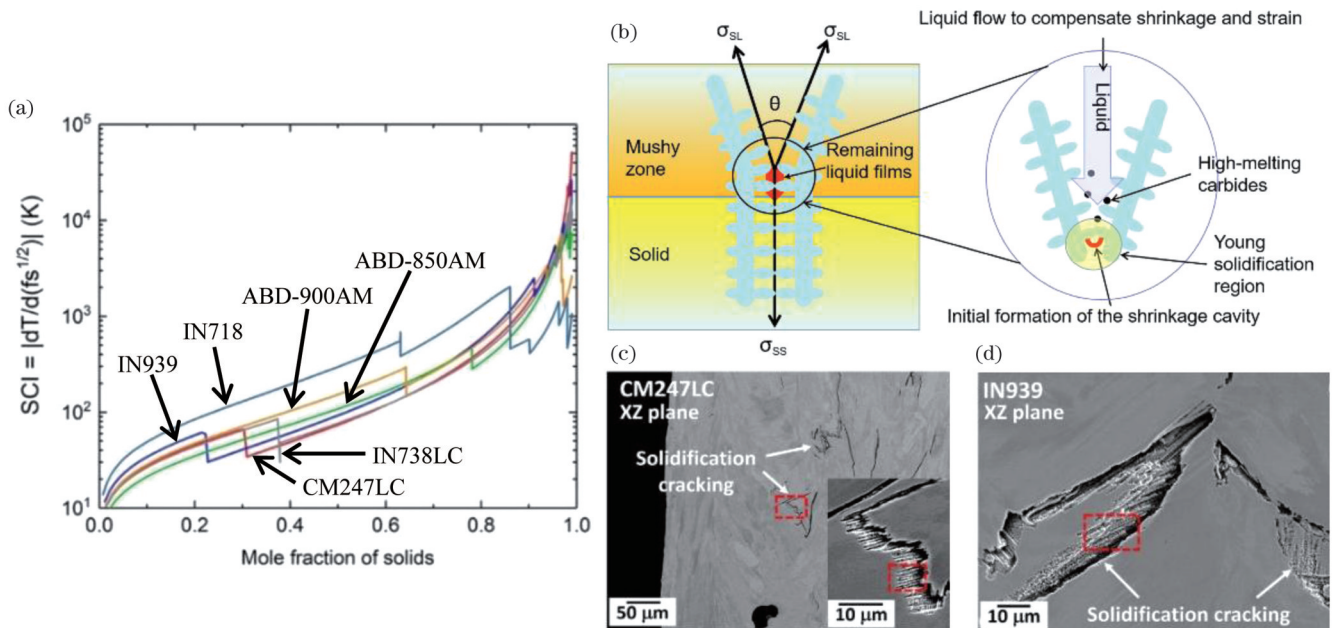 (a)
SCI = |dT/d(fs^1/2)| (K)
10^5
10^4
10^3
10^2
10^1
ABD-850AM
ABD-900AM
IN718
IN939
IN738LC
CM247LC
0.0 0.2 0.4 0.6 0.8 1.0
Mole fraction of solids
(b)
σSL σSL
θ
Mushy
zone
Remaining
liquid films
Solid
σSS
Liquid flow to compensate shrinkage and strain
Liquid
High-melting
carbides
Young
solidification
region
Initial formation of the shrinkage cavity
(c)
CM247LC
XZ plane
Solidification
cracking
50 μm
10 μm
(d)
IN939
XZ plane
10 μm
Solidification cracking